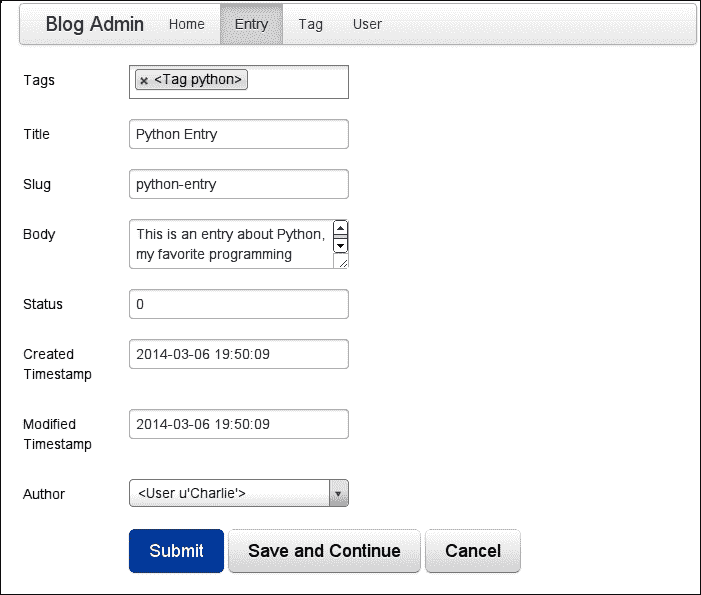 Blog Admin Home Entry Tag User
Tags × <Tag python>
Title Python Entry
Slug python-entry
Body This is an entry about Python,
my favorite programming
Status 0
Created
Timestamp 2014-03-06 19:50:09
Modified
Timestamp 2014-03-06 19:50:09
Author <User u'Charlie'>
Submit Save and Continue Cancel